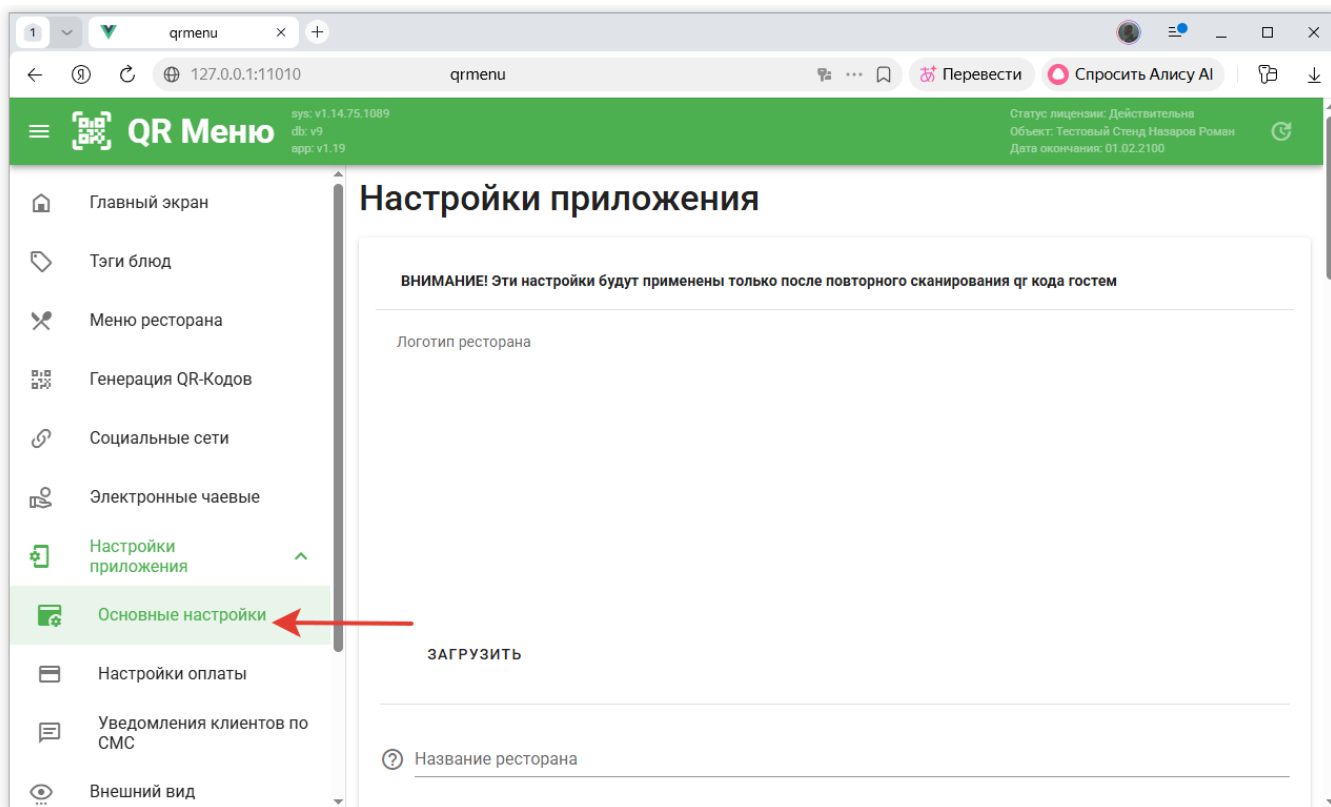 1
qrmenu
127.0.0.1:11010
qrmenu
Перевести
Спросить Алису AI
QR Меню
sys: v1.14.75.1089
db: v9
app: v1.19
Статус лицензии: Действительна
Объект: Тестовый Стенд Назаров Роман
Дата окончания: 01.02.2100
Главный экран
Тэги блюд
Меню ресторана
Генерация QR-Кодов
Социальные сети
Электронные чаевые
Настройки
приложения
Основные настройки
Настройки оплаты
Уведомления клиентов по
СМС
Внешний вид
Настройки приложения
ВНИМАНИЕ! Эти настройки будут применены только после повторного сканирования qr кода гостем
Логотип ресторана
ЗАГРУЗИТЬ
Название ресторана